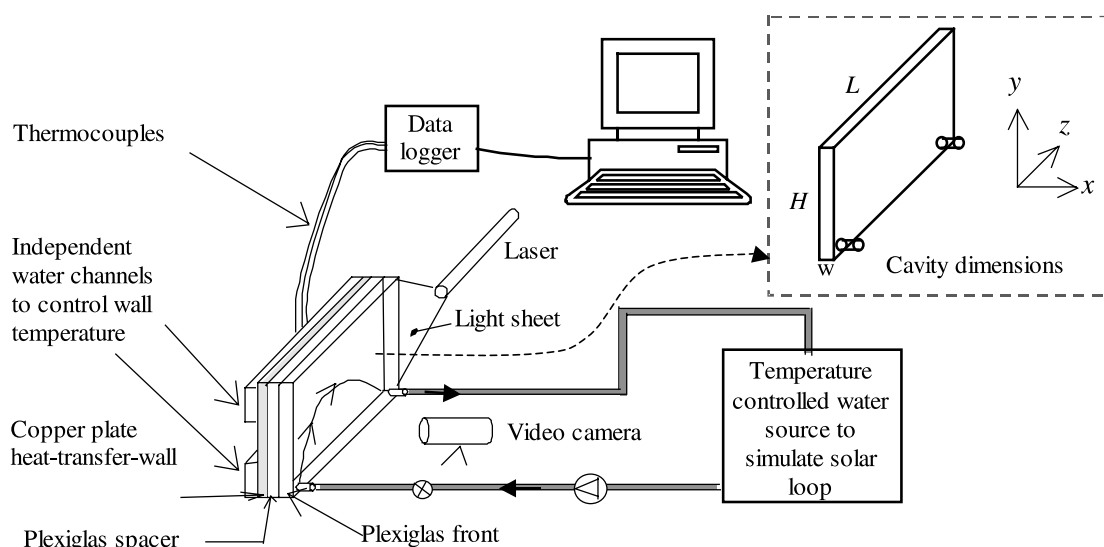 Thermocouples
Data
logger
Independent
water channels
to control wall
temperature
Laser
Light sheet
Copper plate
heat-transfer-wall
Video camera
Plexiglas spacer
Plexiglas front
Temperature
controlled water
source to
simulate solar
loop
L
H
w
y
z
x
Cavity dimensions